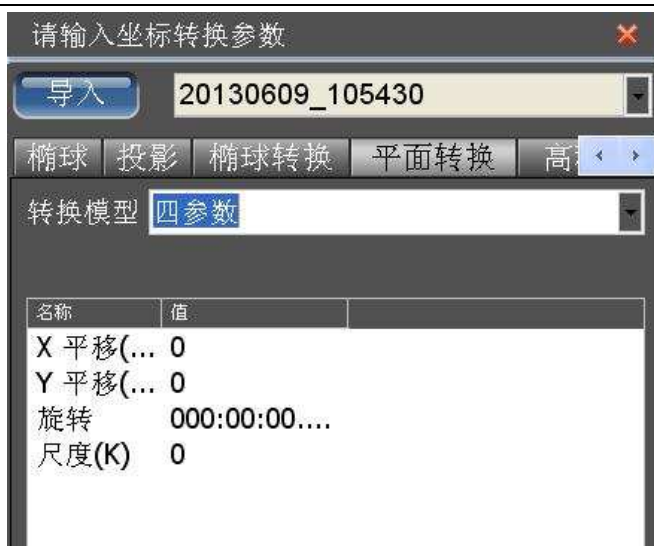 请输入坐标转换参数
导入 20130609_105430
椭球 投影 椭球转换 平面转换 高
转换模型 四参数
名称 值
X 平移(... 0
Y 平移(... 0
旋转 000:00:00....
尺度(K) 0